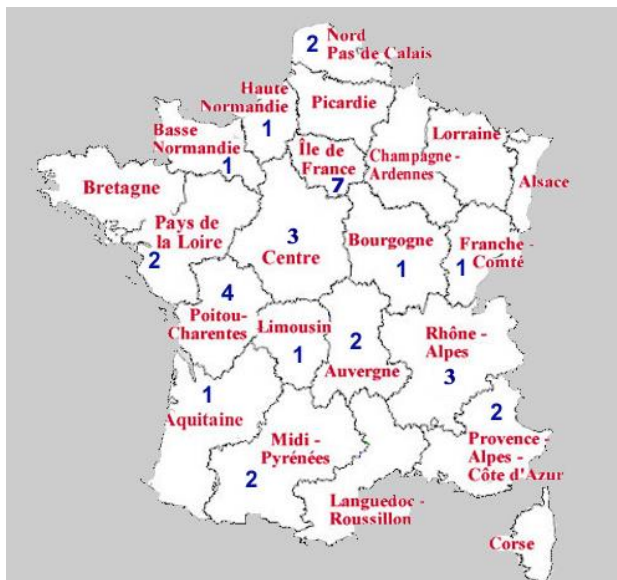 2 Nord
Pas de Calais
Haute
Normandie
1
Picardie
Basse
Normandie
1
Île de
France
7
Champagne -
Ardennes
Lorraine
Alsace
Bretagne
Pays de
la Loire
2
3
Centre
Bourgogne
1
Franche -
Comté
1
4
Poitou-
Charentes
Limousin
1
2
Auvergne
Rhône -
Alpes
3
1
Aquitaine
Midi -
Pyrénées
2
2
Provence -
Alpes -
Côte d'Azur
Languedoc -
Roussillon
Corse